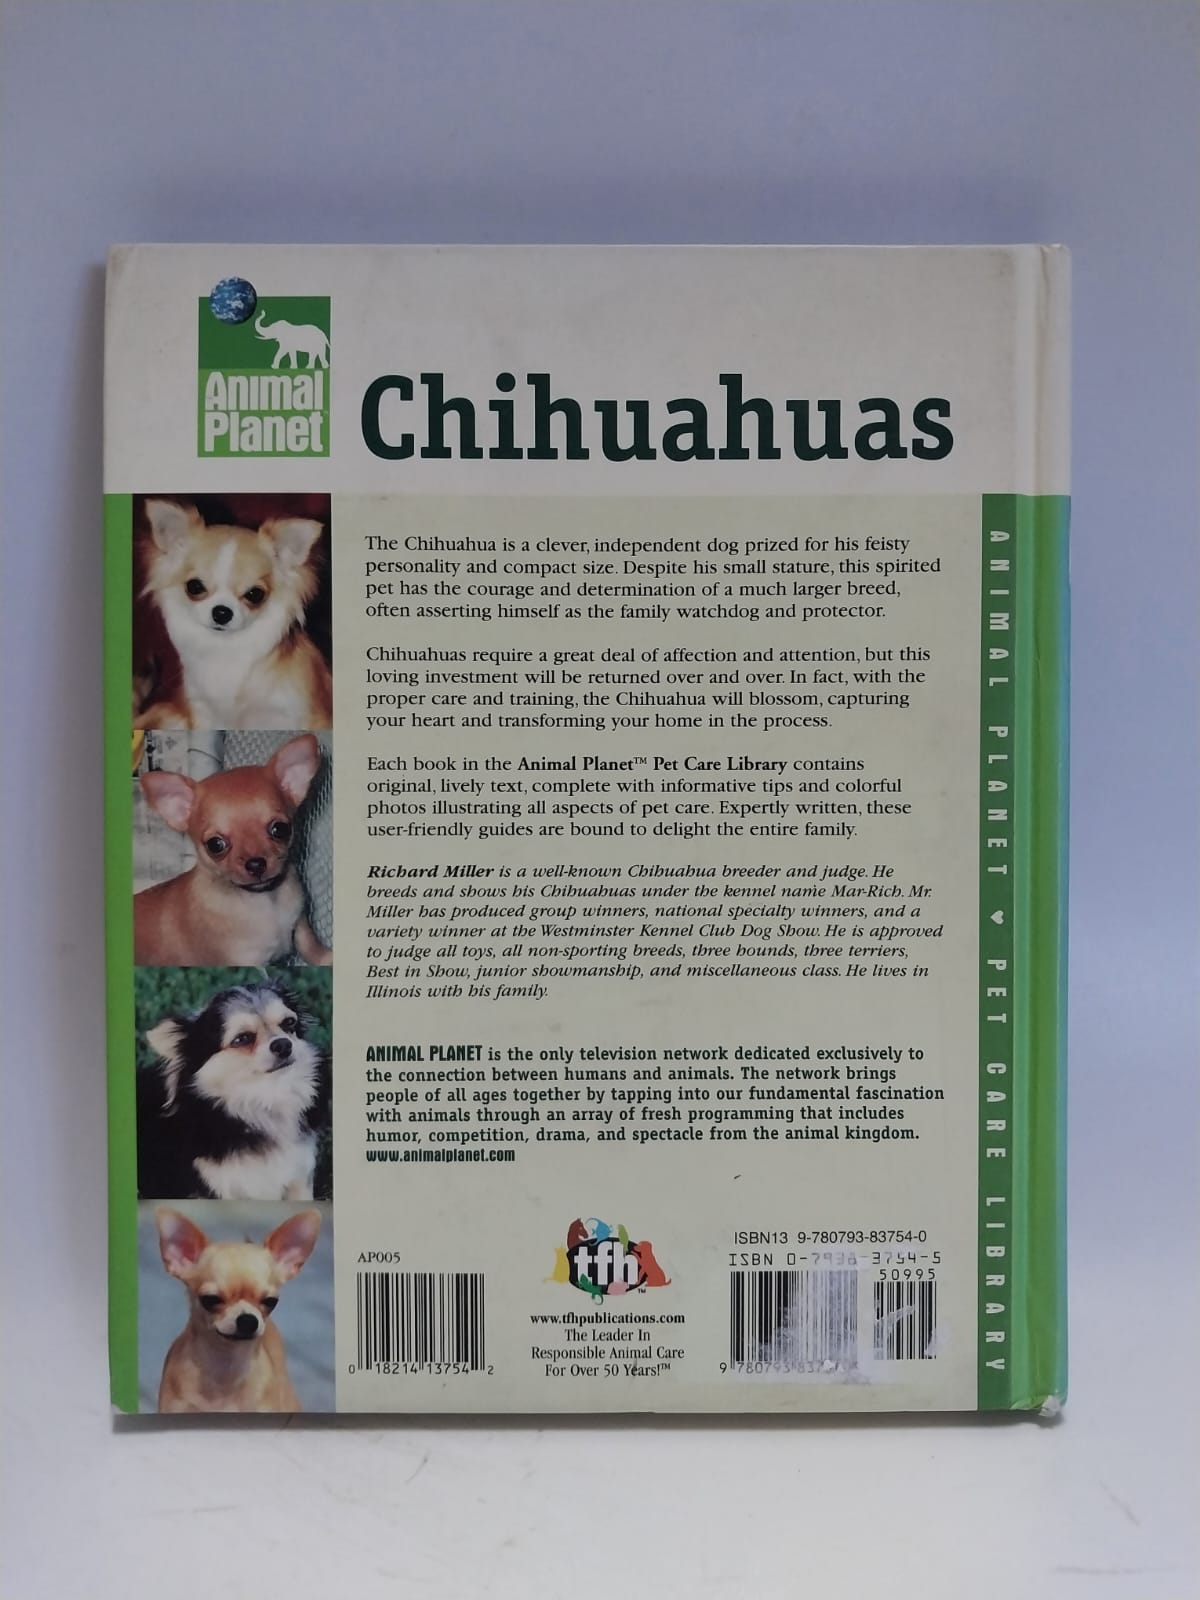 Animal
Planet
Chihuahuas
The Chihuahua is a clever, independent dog prized for his feisty
personality and compact size. Despite his small stature, this spirited
pet has the courage and determination of a much larger breed,
often asserting himself as the family watchdog and protector.
Chihuahuas require a great deal of affection and attention, but this
loving investment will be returned over and over. In fact, with the
proper care and training, the Chihuahua will blossom, capturing
your heart and transforming your home in the process.
Each book in the Animal Planet™ Pet Care Library contains
original, lively text, complete with informative tips and colorful
photos illustrating all aspects of pet care. Expertly written, these
user-friendly guides are bound to delight the entire family.
Richard Miller is a well-known Chihuahua breeder and judge. He
breeds and shows his Chihuahuas under the kennel name Mar-Rich. Mr.
Miller has produced group winners, national specialty winners, and a
variety winner at the Westminster Kennel Club Dog Show. He is approved
to judge all toys, all non-sporting breeds, three hounds, three terriers,
Best in Show, junior showmanship, and miscellaneous class. He lives in
Illinois with his family.
ANIMAL PLANET is the only television network dedicated exclusively to
the connection between humans and animals. The network brings
people of all ages together by tapping into our fundamental fascination
with animals through an array of fresh programming that includes
humor, competition, drama, and spectacle from the animal kingdom.
www.animalplanet.com
AP005
0 18214 13754 2
tfh™
www.tfhpublications.com
The Leader In
Responsible Animal Care
For Over 50 Years!™
ISBN13 9-780793-83754-0
ISBN
50995
ANIMAL PLANET ♥ PET CARE LIBRARY